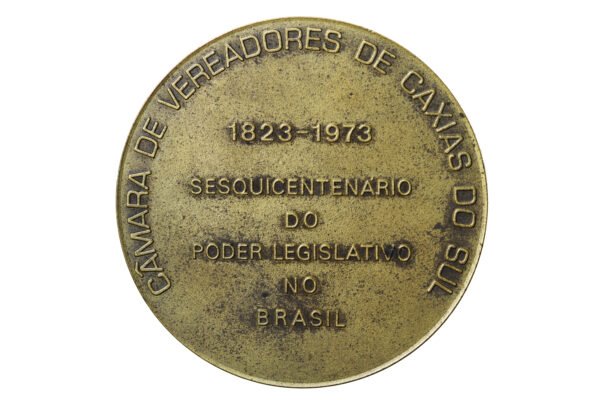 CÂMARA DE VEREADORES DE CAXIAS DO SUL
1823-1973
SESQUICENTENÁRIO
DO
PODER LEGISLATIVO
NO
BRASIL